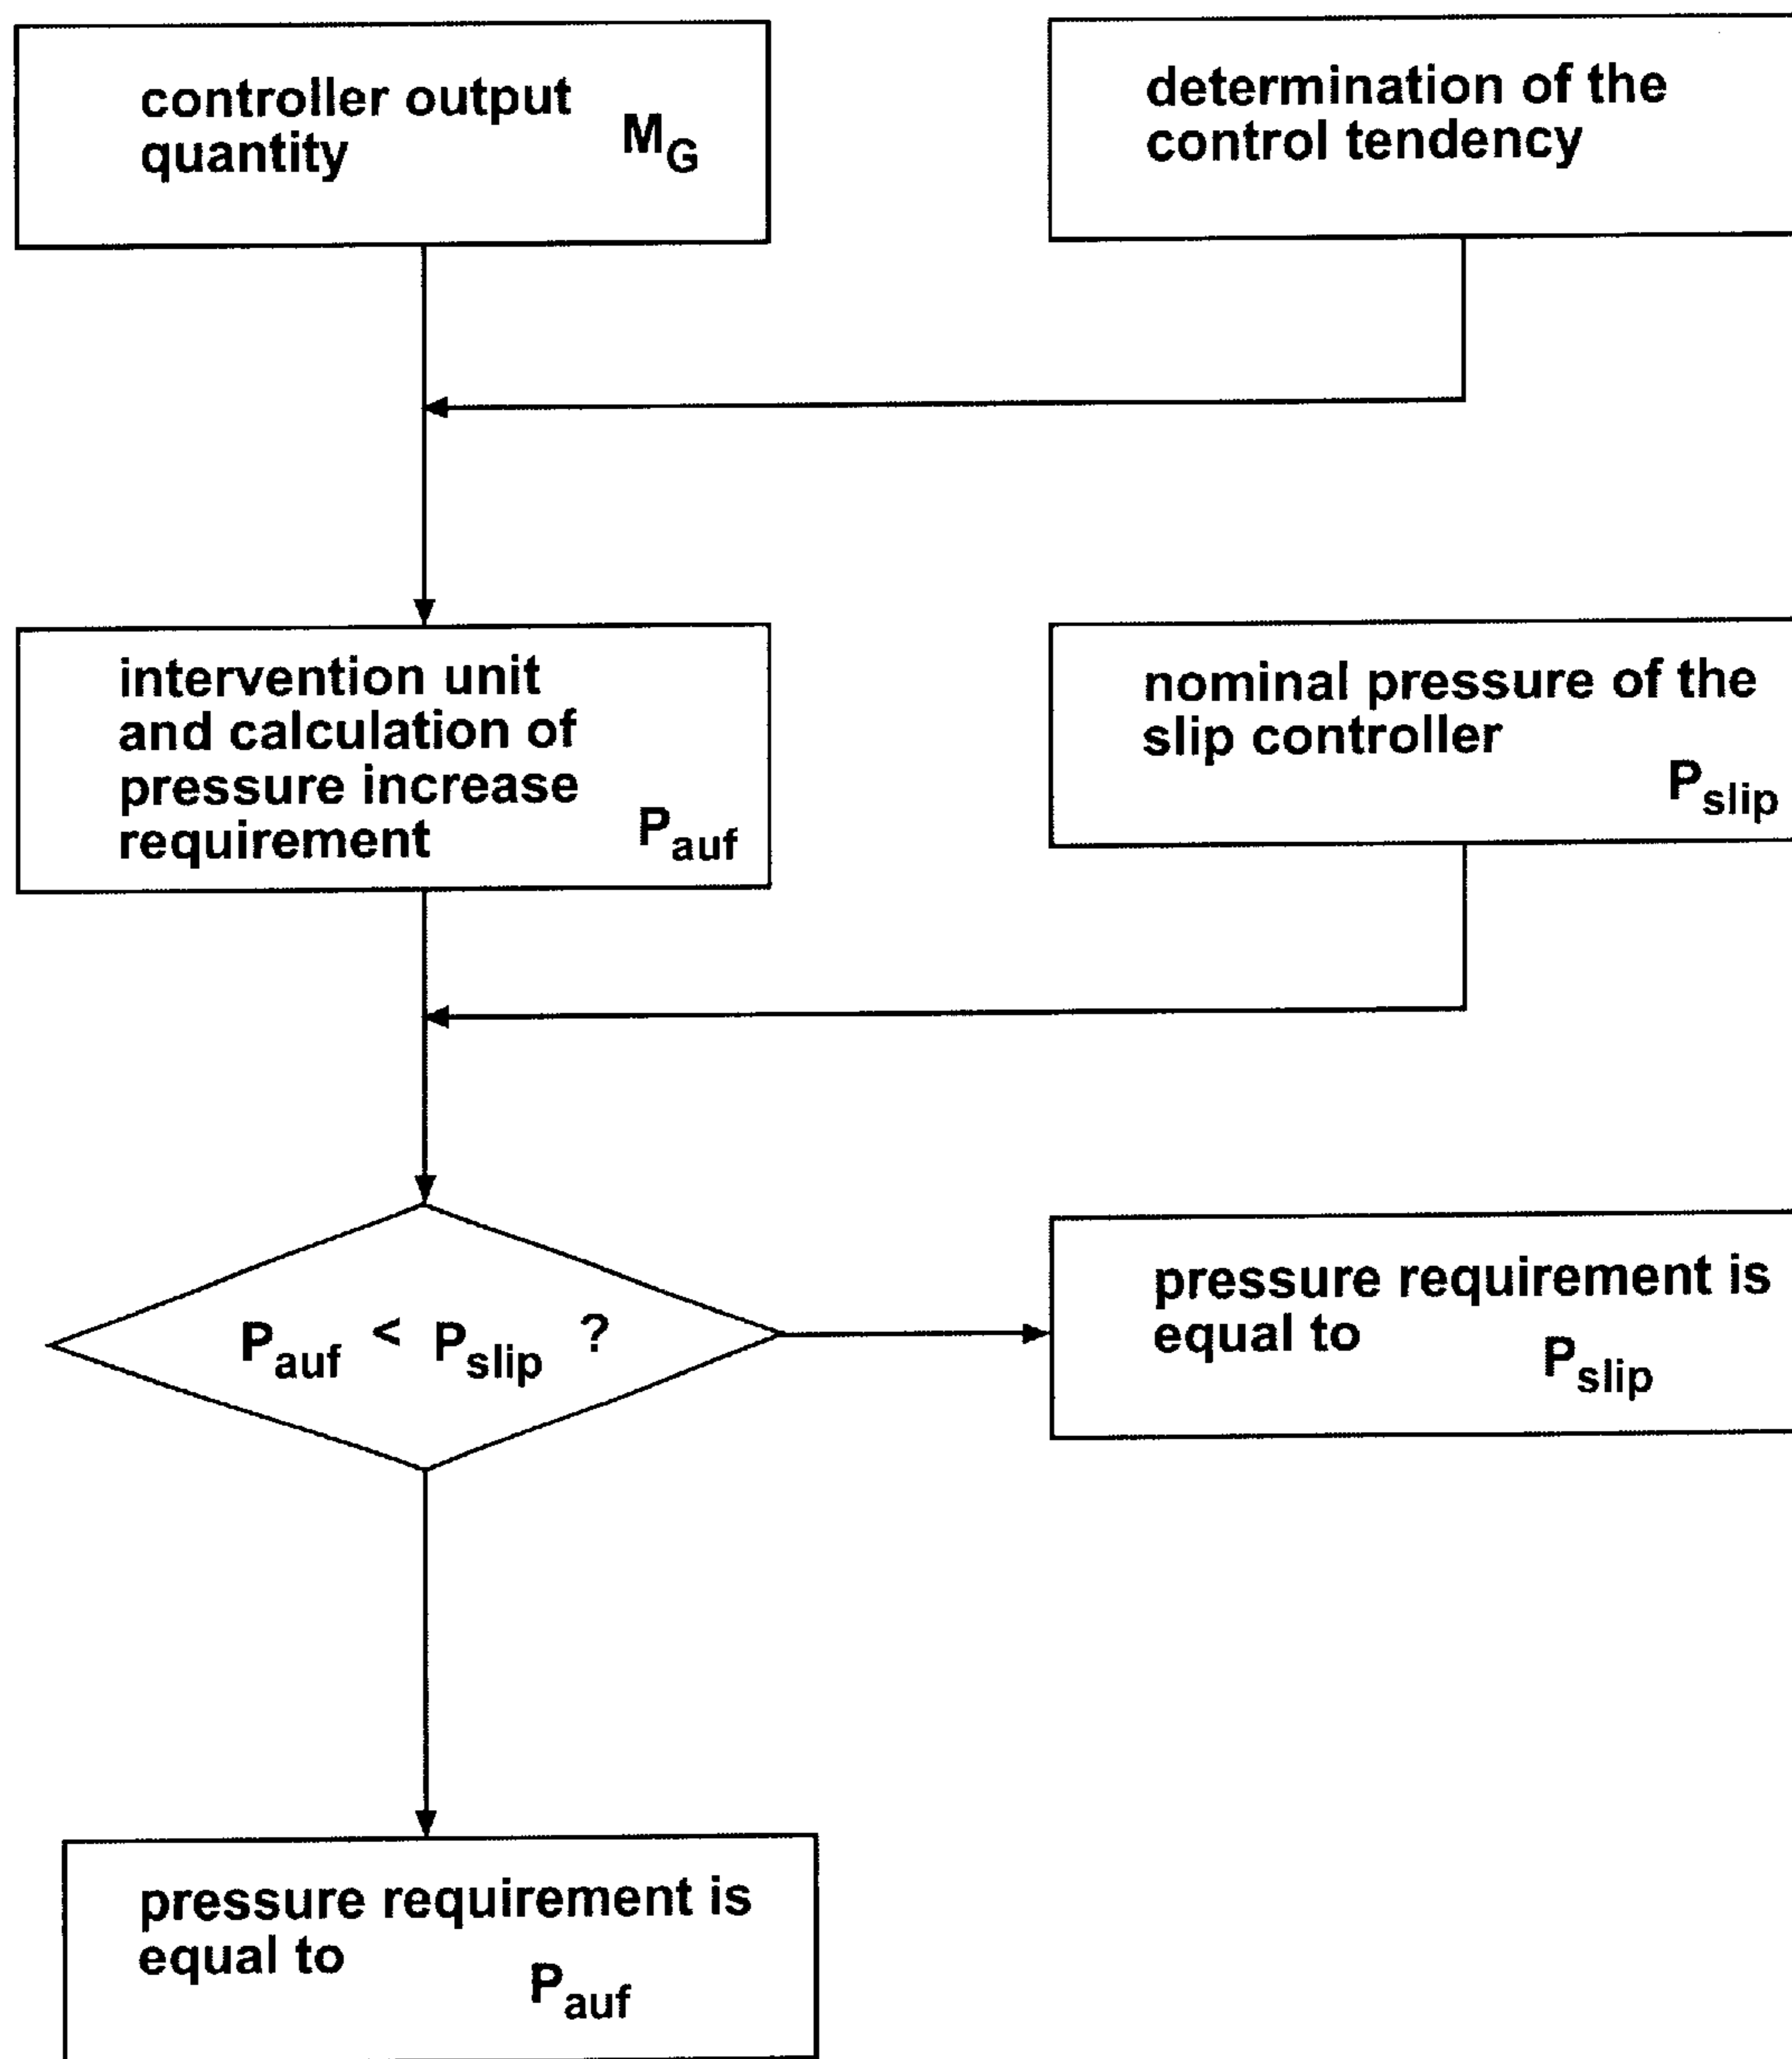 controller output
quantity M_G
determination of the
control tendency
intervention unit
and calculation of
pressure increase
requirement P_auf
nominal pressure of the
slip controller
P_slip
P_auf < P_slip ?
pressure requirement is
equal to P_slip
pressure requirement is
equal to
P_auf